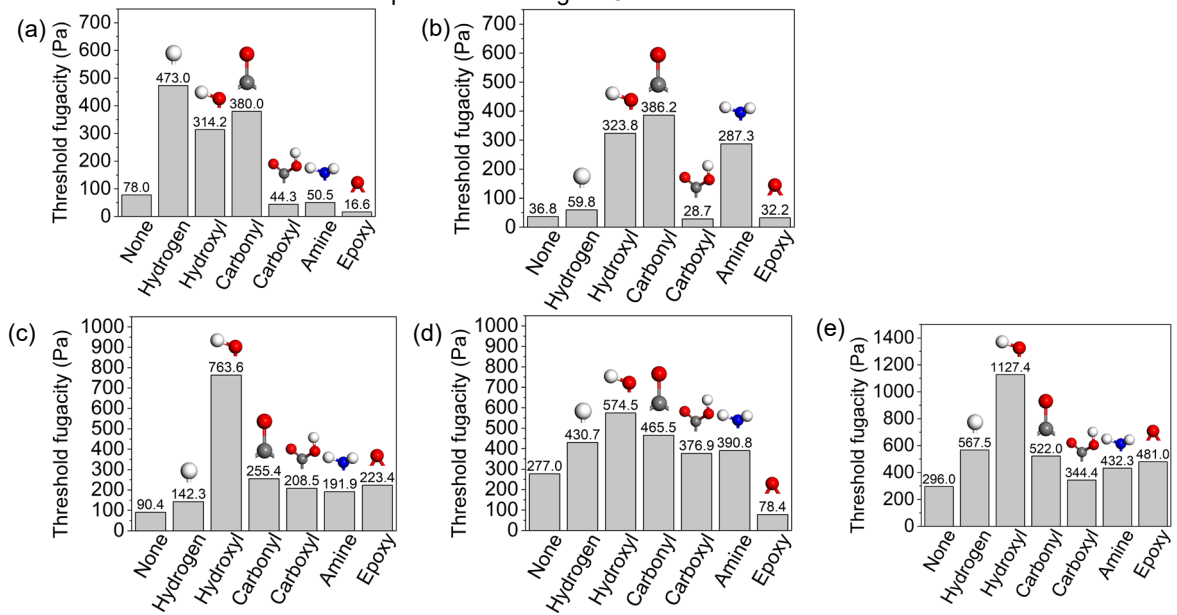 (a)
Threshold fugacity (Pa)
700
600
500
400
300
200
100
0
78.0
473.0
314.2
380.0
44.3
50.5
16.6
None
Hydrogen
Hydroxyl
Carbonyl
Carboxyl
Amine
Epoxy
(b)
Threshold fugacity (Pa)
700
600
500
400
300
200
100
0
36.8
59.8
323.8
386.2
28.7
287.3
32.2
None
Hydrogen
Hydroxyl
Carbonyl
Carboxyl
Amine
Epoxy
(c)
Threshold fugacity (Pa)
1000
900
800
700
600
500
400
300
200
100
0
90.4
142.3
763.6
255.4
208.5
191.9
223.4
None
Hydrogen
Hydroxyl
Carbonyl
Carboxyl
Amine
Epoxy
(d)
Threshold fugacity (Pa)
1000
900
800
700
600
500
400
300
200
100
0
277.0
430.7
574.5
465.5
376.9
390.8
78.4
None
Hydrogen
Hydroxyl
Carbonyl
Carboxyl
Amine
Epoxy
(e)
Threshold fugacity (Pa)
1400
1200
1000
800
600
400
200
0
296.0
567.5
1127.4
522.0
344.4
432.3
481.0
None
Hydrogen
Hydroxyl
Carbonyl
Carboxyl
Amine
Epoxy